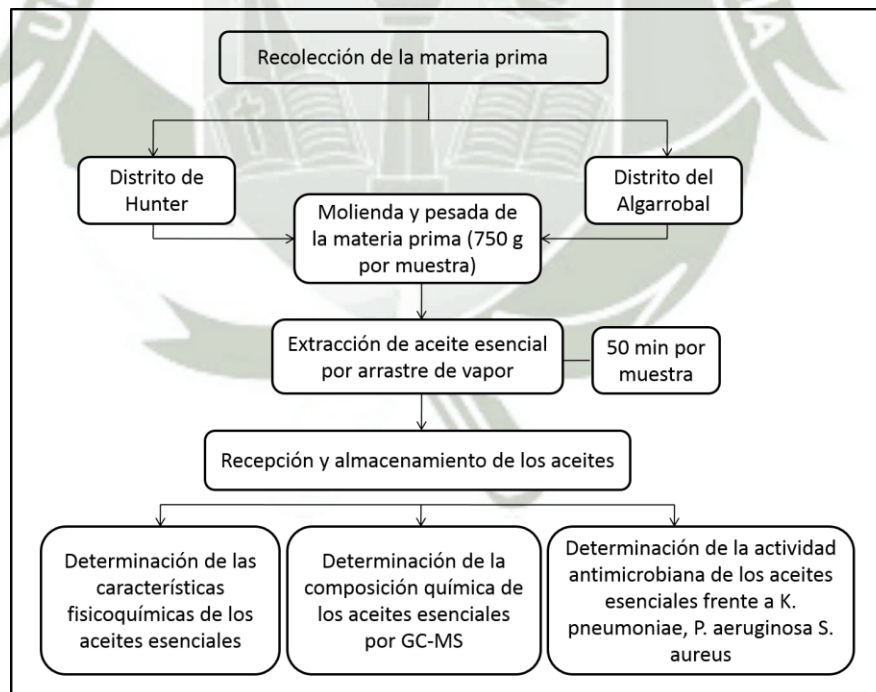 Recolección de la materia prima
Distrito de
Hunter
Distrito del
Algarrobal
Molienda y pesada de
la materia prima (750 g
por muestra)
Extracción de aceite esencial
por arrastre de vapor
50 min por
muestra
Recepción y almacenamiento de los aceites
Determinación de las
características
fisicoquímicas de los
aceites esenciales
Determinación de la
composición química de
los aceites esenciales
por GC-MS
Determinación de la actividad
antimicrobiana de los aceites
esenciales frente a K.
pneumoniae, P. aeruginosa S.
aureus